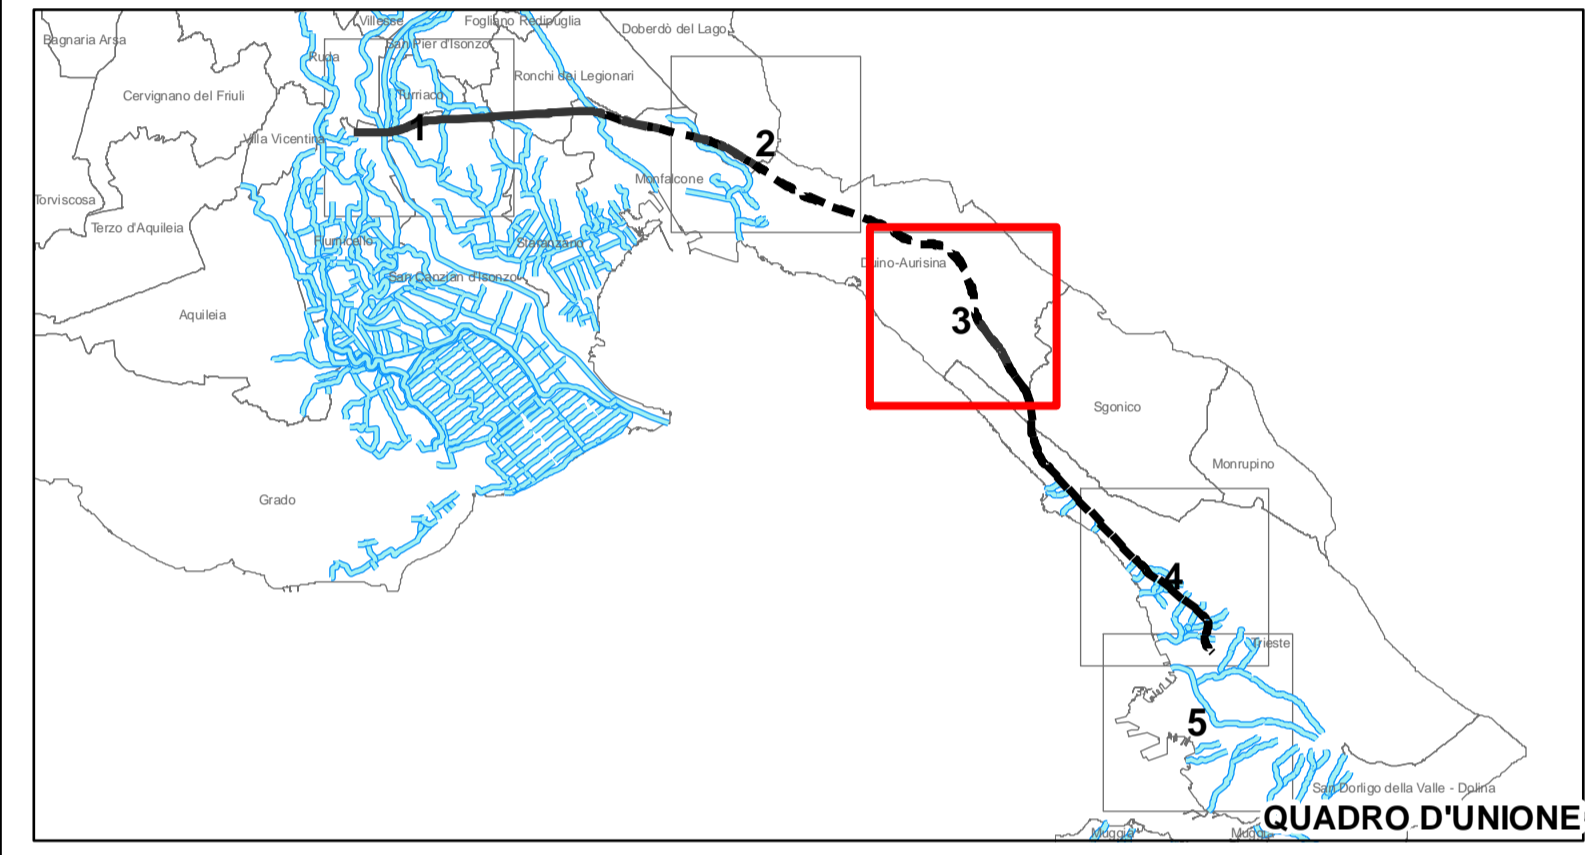 Villesse
Fogliano Redipuglia
Doberdò del Lago
Bagnaria Arsa
San Pier d'Isonzo
Ruda
Ronchi dei Legionari
Cervignano del Friuli
Turriaco
1
Villa Vicentina
2
Monfalcone
Torviscosa
Terzo d'Aquileia
Fiumicello
Staranzano
Duino-Aurisina
San Canzian d'Isonzo
Aquileia
3
Sgonico
Monrupino
Grado
4
Trieste
5
San Dorligo della Valle - Dolina
QUADRO D'UNIONE
Muggia
Muggia